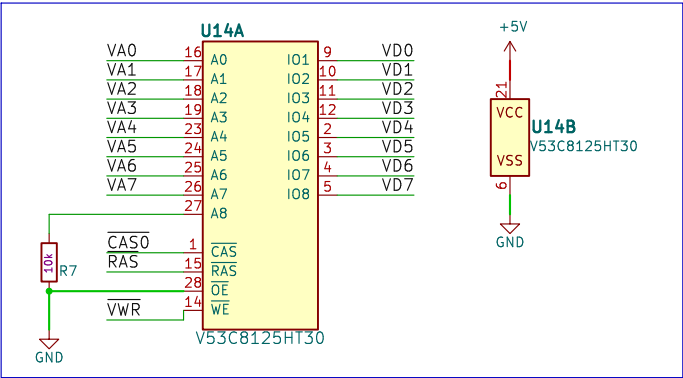 U14A
VA0 16 A0 IO1 9 VD0
VA1 17 A1 IO2 10 VD1
VA2 18 A2 IO3 11 VD2
VA3 19 A3 IO4 12 VD3
VA4 23 A4 IO5 2 VD4
VA5 24 A5 IO6 3 VD5
VA6 25 A6 IO7 4 VD6
VA7 26 A7 IO8 5 VD7
27 A8
CAS0 1 CAS
RAS 15 RAS
28 OE
VWR 14 WE
V53C8125HT30
10k R7
GND
+5V
21
VCC
U14B
V53C8125HT30
VSS
6
GND